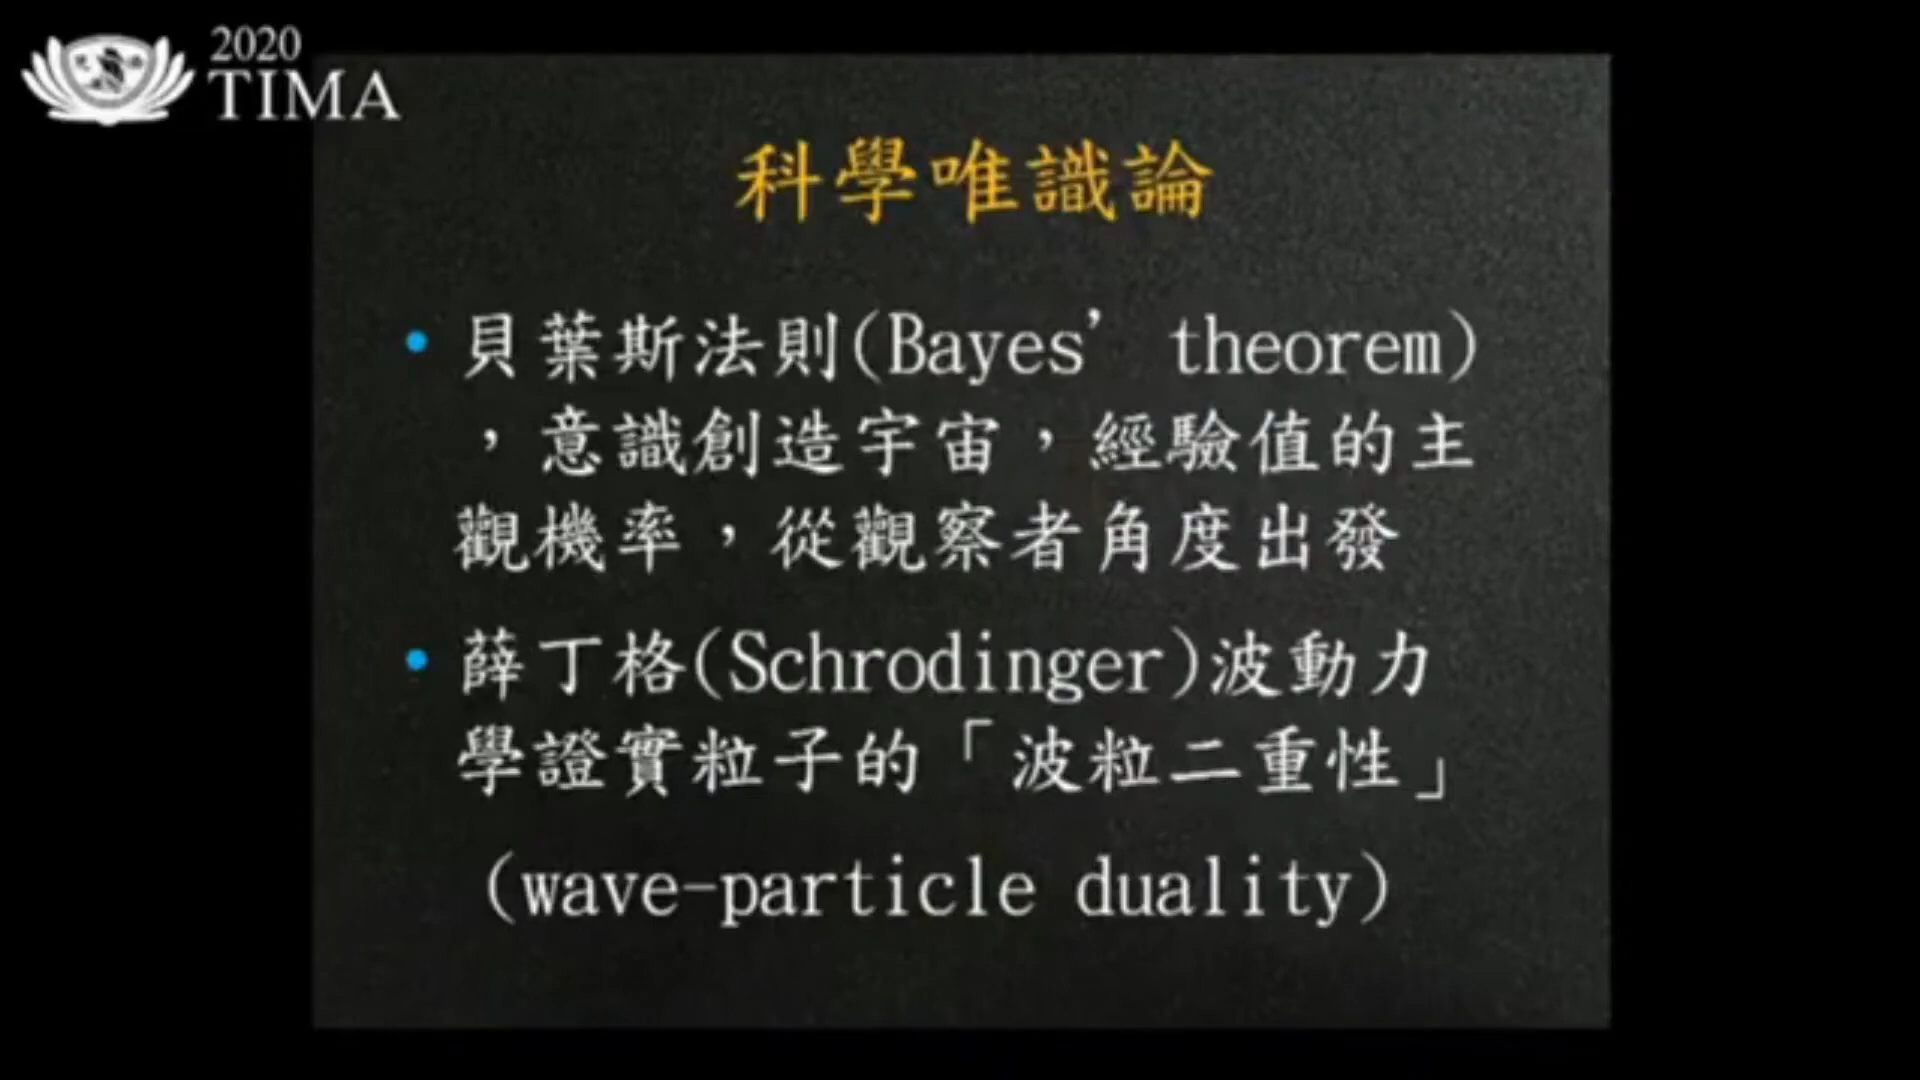 2020
TIMA
科學唯識論
• 貝葉斯法則(Bayes’ theorem)
，意識創造宇宙，經驗值的主
觀機率，從觀察者角度出發
• 薛丁格(Schrodinger)波動力
學證實粒子的「波粒二重性」
(wave-particle duality)